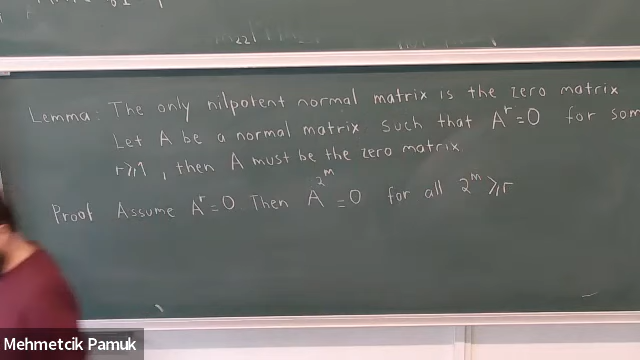 Lemma: The only nilpotent normal matrix is the zero matrix
Let A be a normal matrix such that A^r = 0 for som
r ⩾ 1, then A must be the zero matrix.
Proof Assume A^r = 0 Then A^{2^m} = 0 for all 2^m ⩾ r
Mehmetcik Pamuk